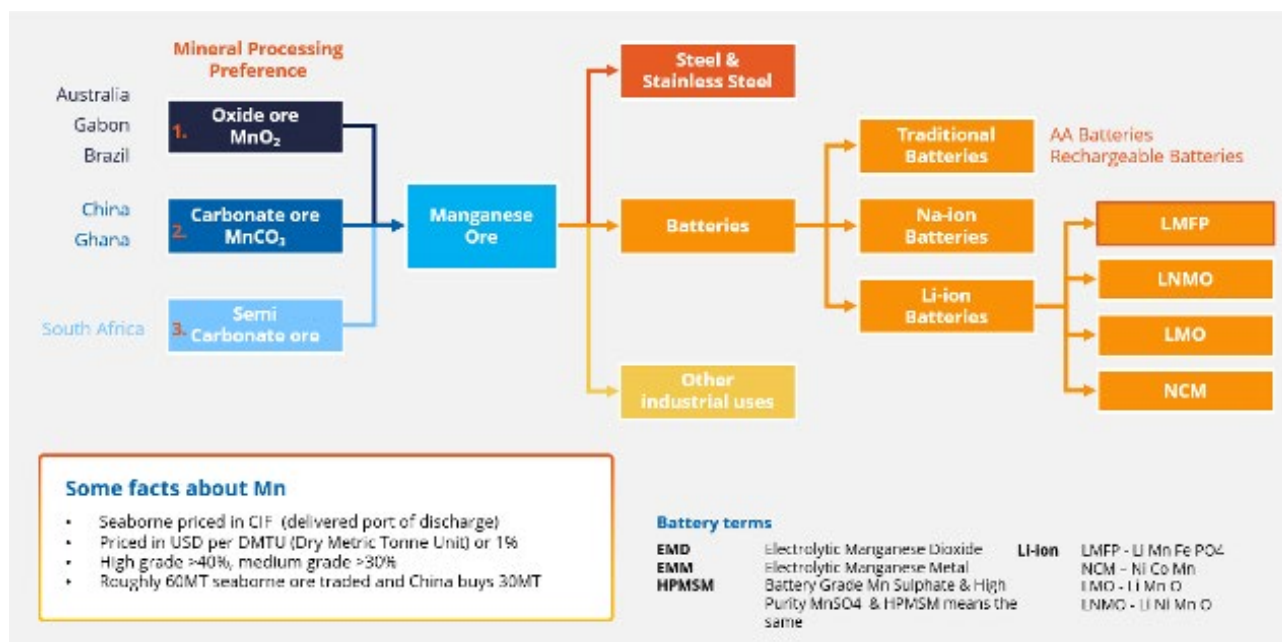 Mineral Processing
Preference
Australia
Gabon
Brazil
1.
Oxide ore
MnO₂
China
Ghana
2.
Carbonate ore
MnCO₃
South Africa
3.
Semi
Carbonate ore
Manganese
Ore
Steel &
Stainless Steel
Batteries
Other
industrial uses
Traditional
Batteries
AA Batteries
Rechargeable Batteries
Na-ion
Batteries
Li-ion
Batteries
LMFP
LNMO
LMO
NCM
Some facts about Mn
• Seaborne priced in CIF (delivered port of discharge)
• Priced in USD per DMTU (Dry Metric Tonne Unit) or 1%
• High grade >40%, medium grade >30%
• Roughly 60MT seaborne ore traded and China buys 30MT
Battery terms
EMD Electrolytic Manganese Dioxide
EMM Electrolytic Manganese Metal
HPMSM Battery Grade Mn Sulphate & High
Purity MnSO4 & HPMSM means the
same
Li-ion LMFP - Li Mn Fe PO4
NCM – Ni Co Mn
LMO - Li Mn O
LNMO - Li Ni Mn O